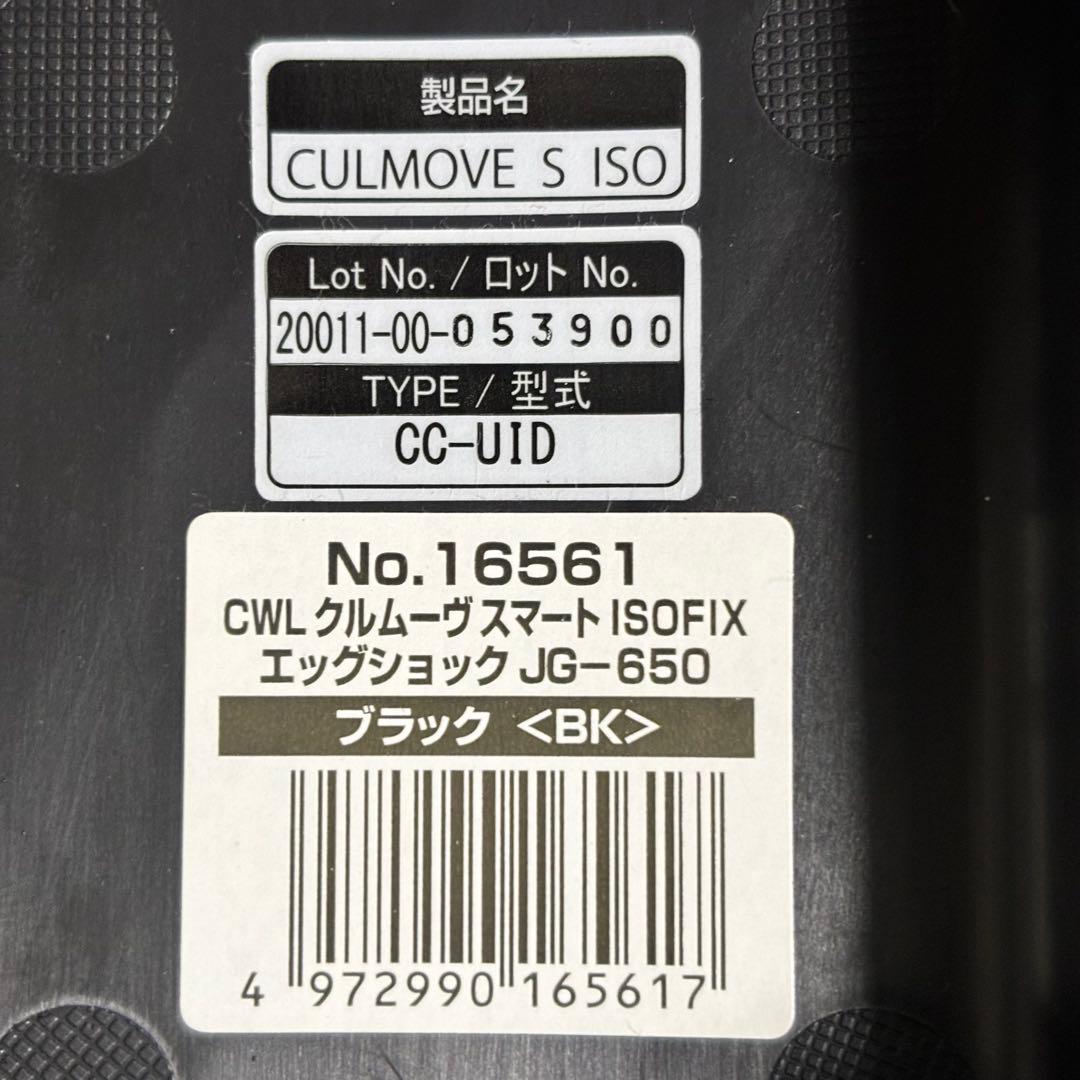 製品名
CULMOVE S ISO
Lot No. / ロット No.
20011-00-053900
TYPE / 型式
CC-UID
No.16561
CWL クルムーヴ スマート ISOFIX
エッグショック JG-650
ブラック <BK>
4 972990 165617